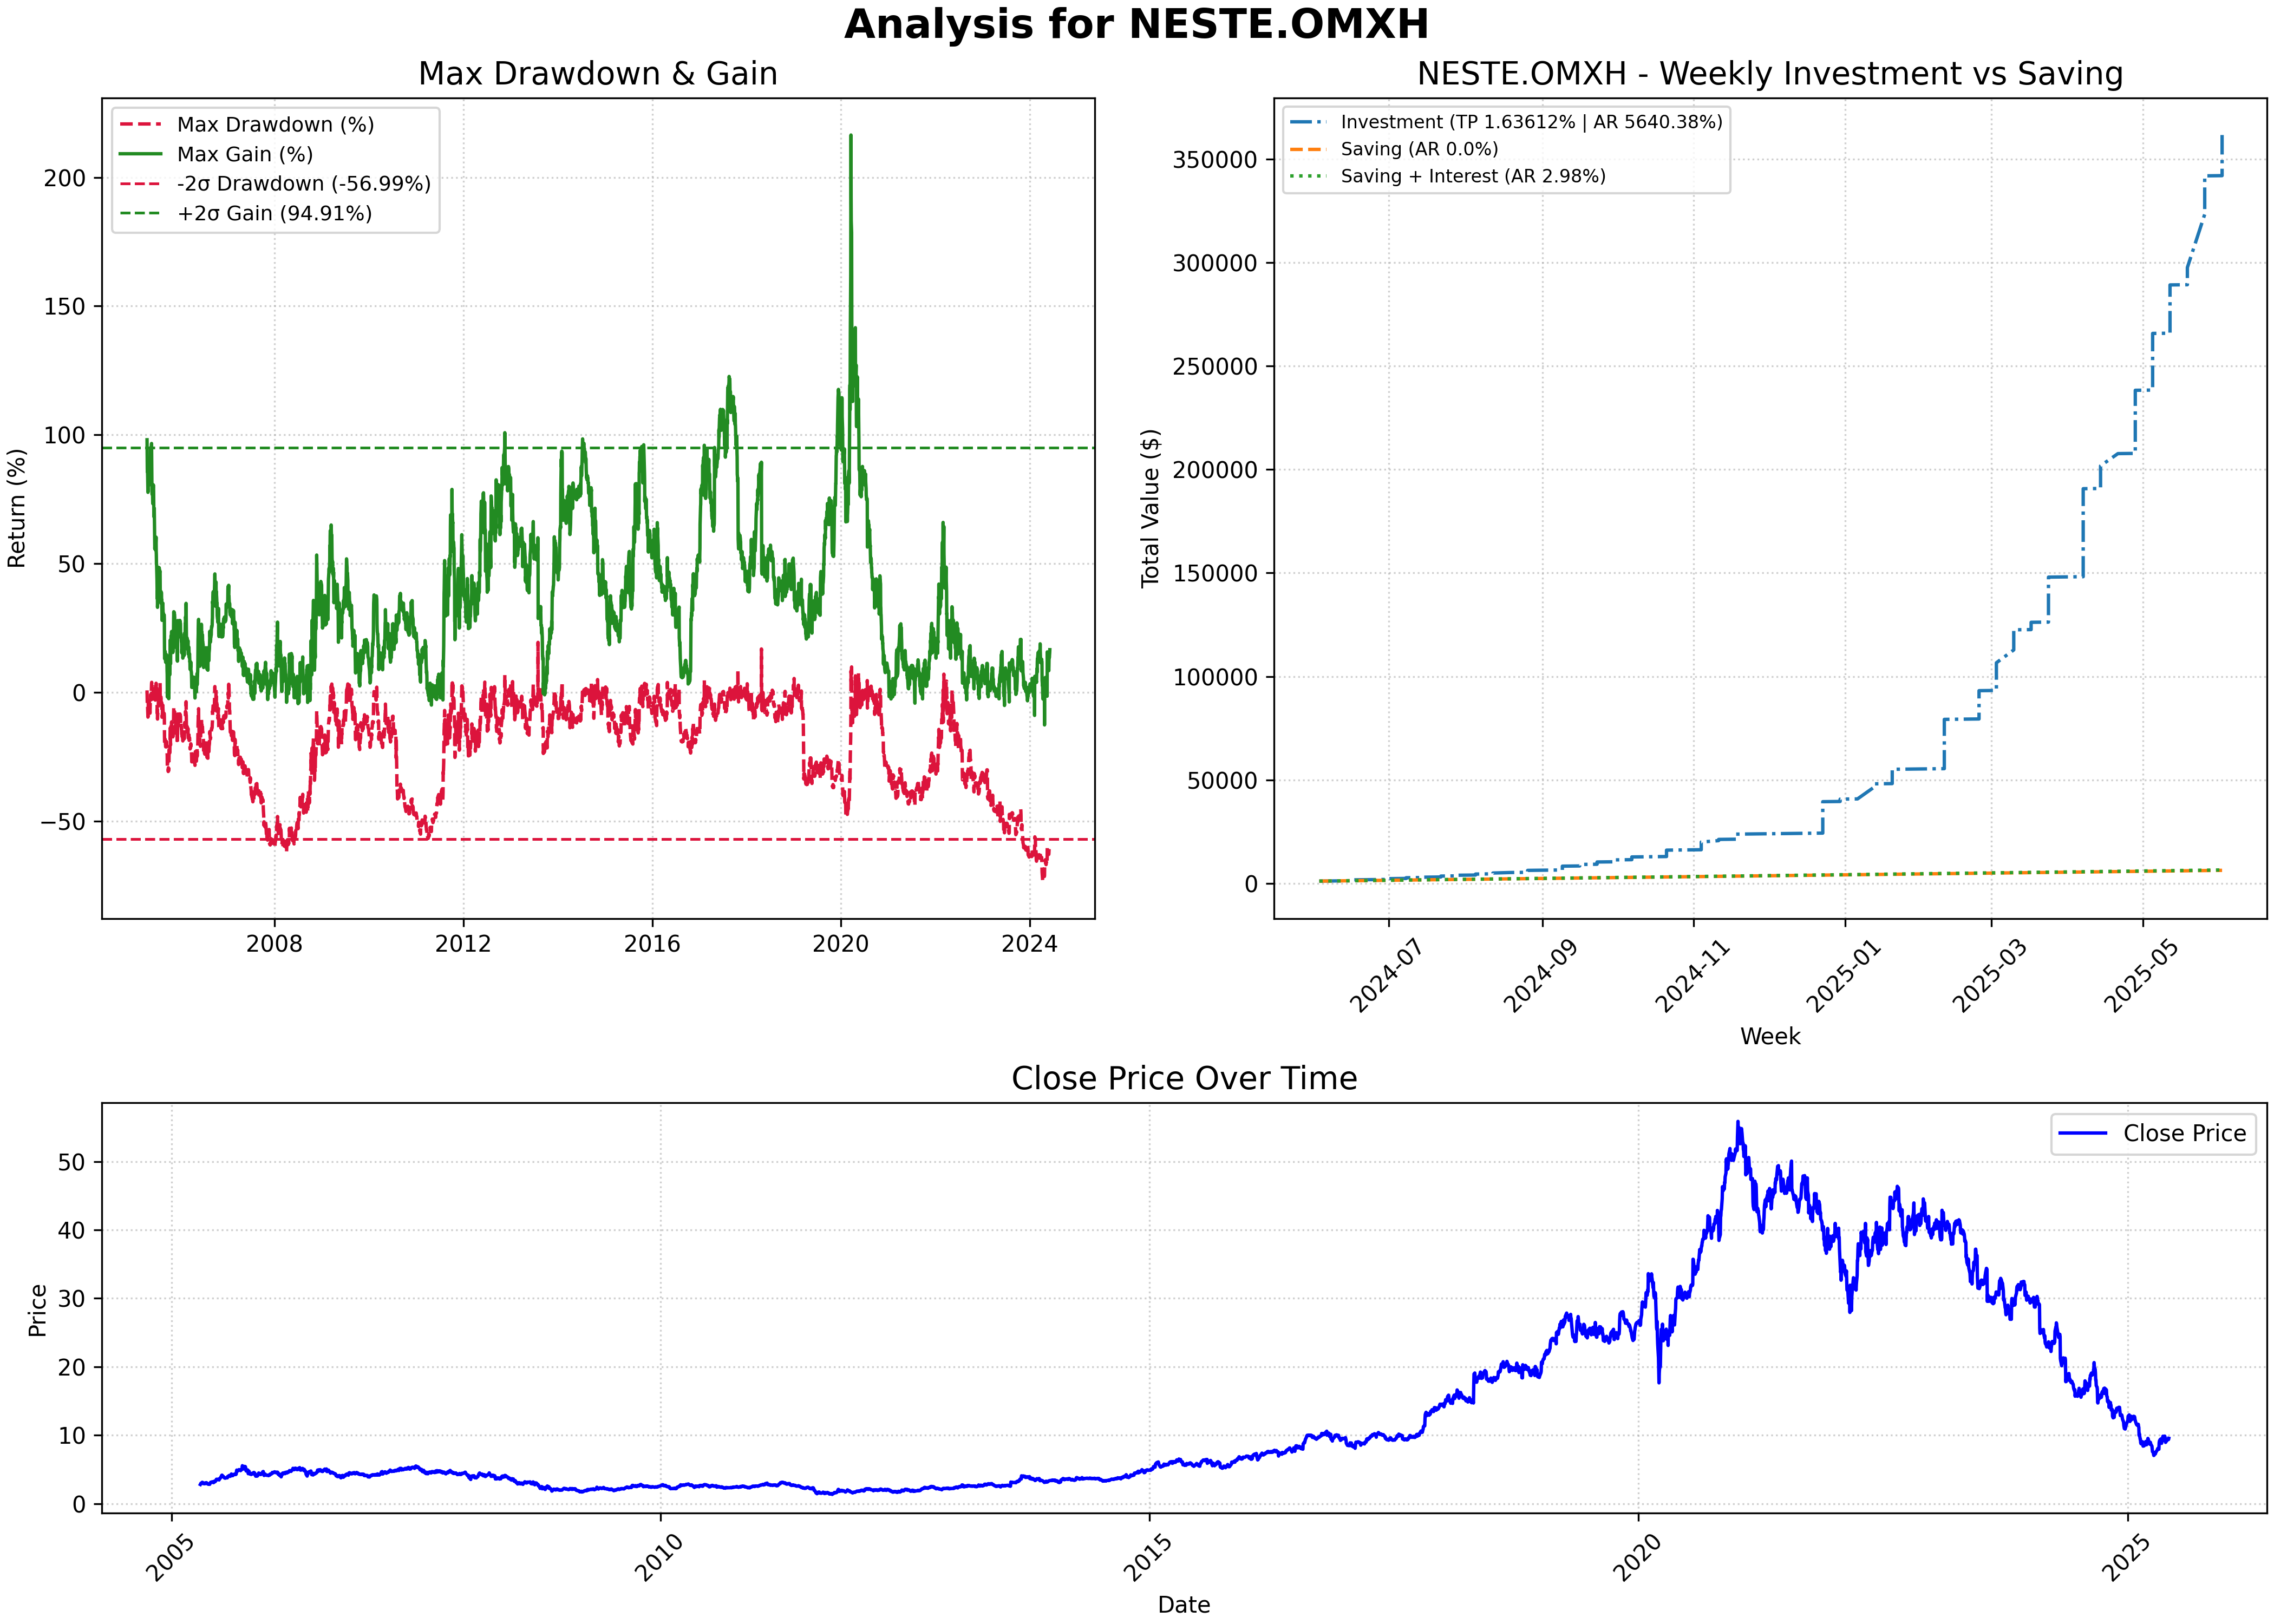 Analysis for NESTE.OMXH
Max Drawdown & Gain
Max Drawdown (%)
Max Gain (%)
-2σ Drawdown (-56.99%)
+2σ Gain (94.91%)
Return (%)
200
150
100
50
0
−50
2008
2012
2016
2020
2024
NESTE.OMXH - Weekly Investment vs Saving
Investment (TP 1.63612% | AR 5640.38%)
Saving (AR 0.0%)
Saving + Interest (AR 2.98%)
Total Value ($)
350000
300000
250000
200000
150000
100000
50000
0
2024-07
2024-09
2024-11
2025-01
2025-03
2025-05
Week
Close Price Over Time
Close Price
Price
50
40
30
20
10
0
2005
2010
2015
2020
2025
Date